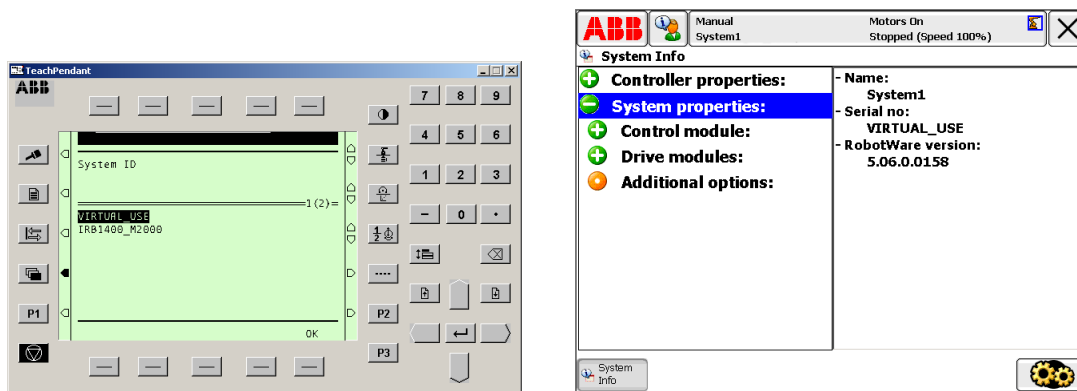 TeachPendant
ABB
7 8 9
4 5 6
1 2 3
- 0 .
System ID
1(2)
VIRTUAL_USE
IRB1400_M2000
OK
P1
P2
P3
ABB
Manual
System1
Motors On
Stopped (Speed 100%)
System Info
Controller properties:
System properties:
Control module:
Drive modules:
Additional options:
- Name:
System1
- Serial no:
VIRTUAL_USE
- RobotWare version:
5.06.0.0158
System
Info